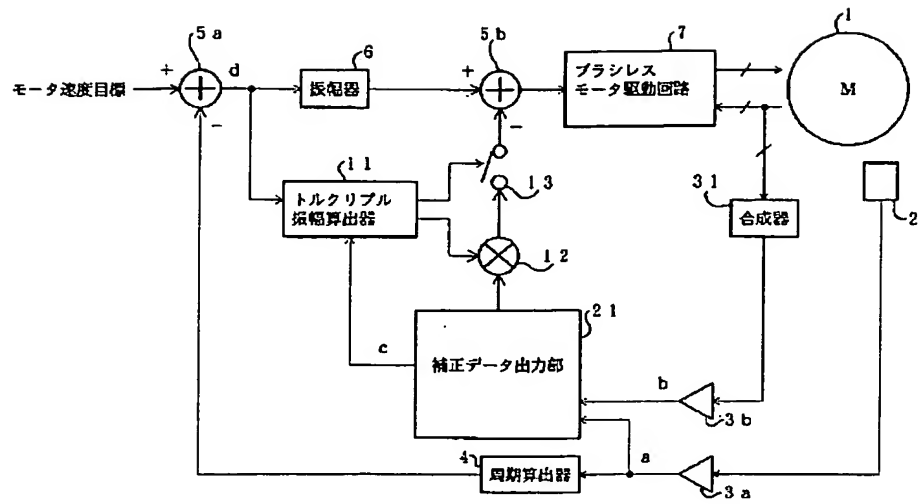 5a
6
5b
7
1
+
d
+
モータ速度目標
振幅器
ブラシレス
モータ駆動回路
M
−
−
11
13
31
2
トルクリプル
振幅算出器
合成器
12
21
c
補正データ出力部
b
3b
4
周期算出器
a
3a